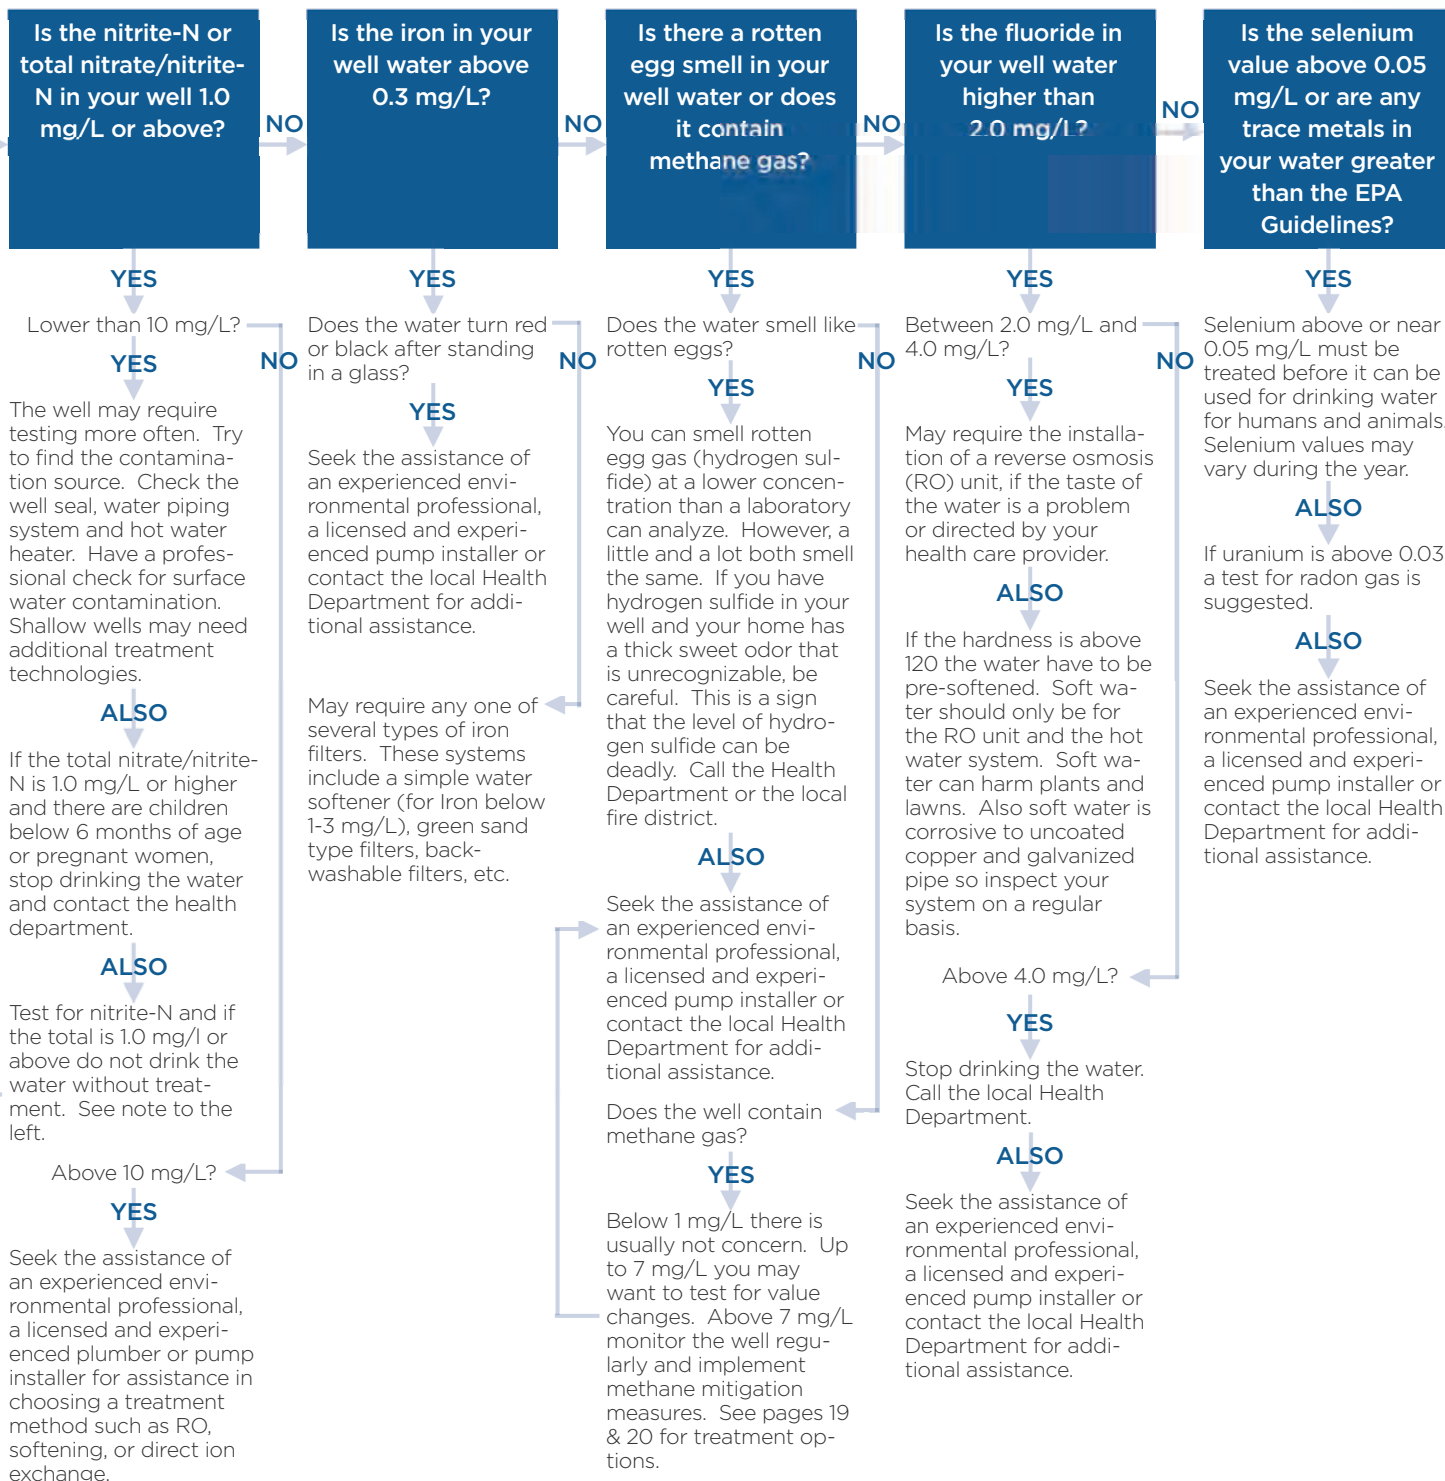 Is the nitrite-N or
total nitrate/nitrite-
N in your well 1.0
mg/L or above?
NO
YES
Lower than 10 mg/L?
NO
YES
The well may require
testing more often. Try
to find the contamina-
tion source. Check the
well seal, water piping
system and hot water
heater. Have a profes-
sional check for surface
water contamination.
Shallow wells may need
additional treatment
technologies.
ALSO
If the total nitrate/nitrite-
N is 1.0 mg/L or higher
and there are children
below 6 months of age
or pregnant women,
stop drinking the water
and contact the health
department.
ALSO
Test for nitrite-N and if
the total is 1.0 mg/l or
above do not drink the
water without treat-
ment. See note to the
left.
Above 10 mg/L?
YES
Seek the assistance of
an experienced envi-
ronmental professional,
a licensed and experi-
enced plumber or pump
installer for assistance in
choosing a treatment
method such as RO,
softening, or direct ion
exchange.
Is the iron in your
well water above
0.3 mg/L?
NO
YES
Does the water turn red
or black after standing
in a glass?
NO
YES
Seek the assistance of
an experienced envi-
ronmental professional,
a licensed and experi-
enced pump installer or
contact the local Health
Department for addi-
tional assistance.
May require any one of
several types of iron
filters. These systems
include a simple water
softener (for Iron below
1-3 mg/L), green sand
type filters, back-
washable filters, etc.
Is there a rotten
egg smell in your
well water or does
it contain
methane gas?
NO
YES
Does the water smell like
rotten eggs?
NO
YES
You can smell rotten
egg gas (hydrogen sul-
fide) at a lower concen-
tration than a laboratory
can analyze. However, a
little and a lot both smell
the same. If you have
hydrogen sulfide in your
well and your home has
a thick sweet odor that
is unrecognizable, be
careful. This is a sign
that the level of hydro-
gen sulfide can be
deadly. Call the Health
Department or the local
fire district.
ALSO
Seek the assistance of
an experienced envi-
ronmental professional,
a licensed and experi-
enced pump installer or
contact the local Health
Department for addi-
tional assistance.
Does the well contain
methane gas?
YES
Below 1 mg/L there is
usually not concern. Up
to 7 mg/L you may
want to test for value
changes. Above 7 mg/L
monitor the well regu-
larly and implement
methane mitigation
measures. See pages 19
& 20 for treatment op-
tions.
Is the fluoride in
your well water
higher than
2.0 mg/L?
NO
YES
Between 2.0 mg/L and
4.0 mg/L?
NO
YES
May require the installa-
tion of a reverse osmosis
(RO) unit, if the taste of
the water is a problem
or directed by your
health care provider.
ALSO
If the hardness is above
120 the water have to be
pre-softened. Soft wa-
ter should only be for
the RO unit and the hot
water system. Soft wa-
ter can harm plants and
lawns. Also soft water is
corrosive to uncoated
copper and galvanized
pipe so inspect your
system on a regular
basis.
Above 4.0 mg/L?
YES
Stop drinking the water.
Call the local Health
Department.
ALSO
Seek the assistance of
an experienced envi-
ronmental professional,
a licensed and experi-
enced pump installer or
contact the local Health
Department for addi-
tional assistance.
Is the selenium
value above 0.05
mg/L or are any
trace metals in
your water greater
than the EPA
Guidelines?
YES
Selenium above or near
0.05 mg/L must be
treated before it can be
used for drinking water
for humans and animals.
Selenium values may
vary during the year.
ALSO
If uranium is above 0.03
a test for radon gas is
suggested.
ALSO
Seek the assistance of
an experienced envi-
ronmental professional,
a licensed and experi-
enced pump installer or
contact the local Health
Department for addi-
tional assistance.